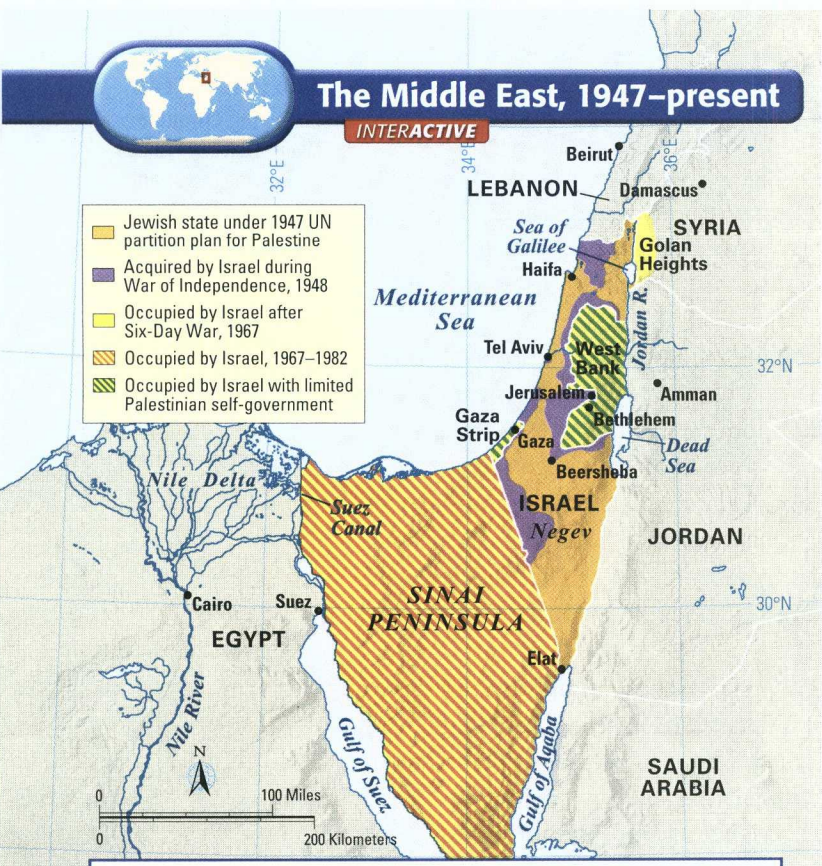 The Middle East, 1947–present
INTERACTIVE
32°E
34°E
36°E
Beirut
LEBANON
Damascus
Jewish state under 1947 UN
partition plan for Palestine
Acquired by Israel during
War of Independence, 1948
Occupied by Israel after
Six-Day War, 1967
Occupied by Israel, 1967–1982
Occupied by Israel with limited
Palestinian self-government
Sea of
Galilee
SYRIA
Golan
Heights
Haifa
Mediterranean
Sea
Jordan R.
Tel Aviv
West
Bank
32°N
Jerusalem
Amman
Bethlehem
Gaza
Strip
Gaza
Dead
Sea
Beersheba
Nile Delta
Suez
Canal
ISRAEL
Negev
JORDAN
SINAI
PENINSULA
Cairo
Suez
30°N
EGYPT
Elat
Nile River
Gulf of Suez
Gulf of Aqaba
SAUDI
ARABIA
N
0 100 Miles
0 200 Kilometers